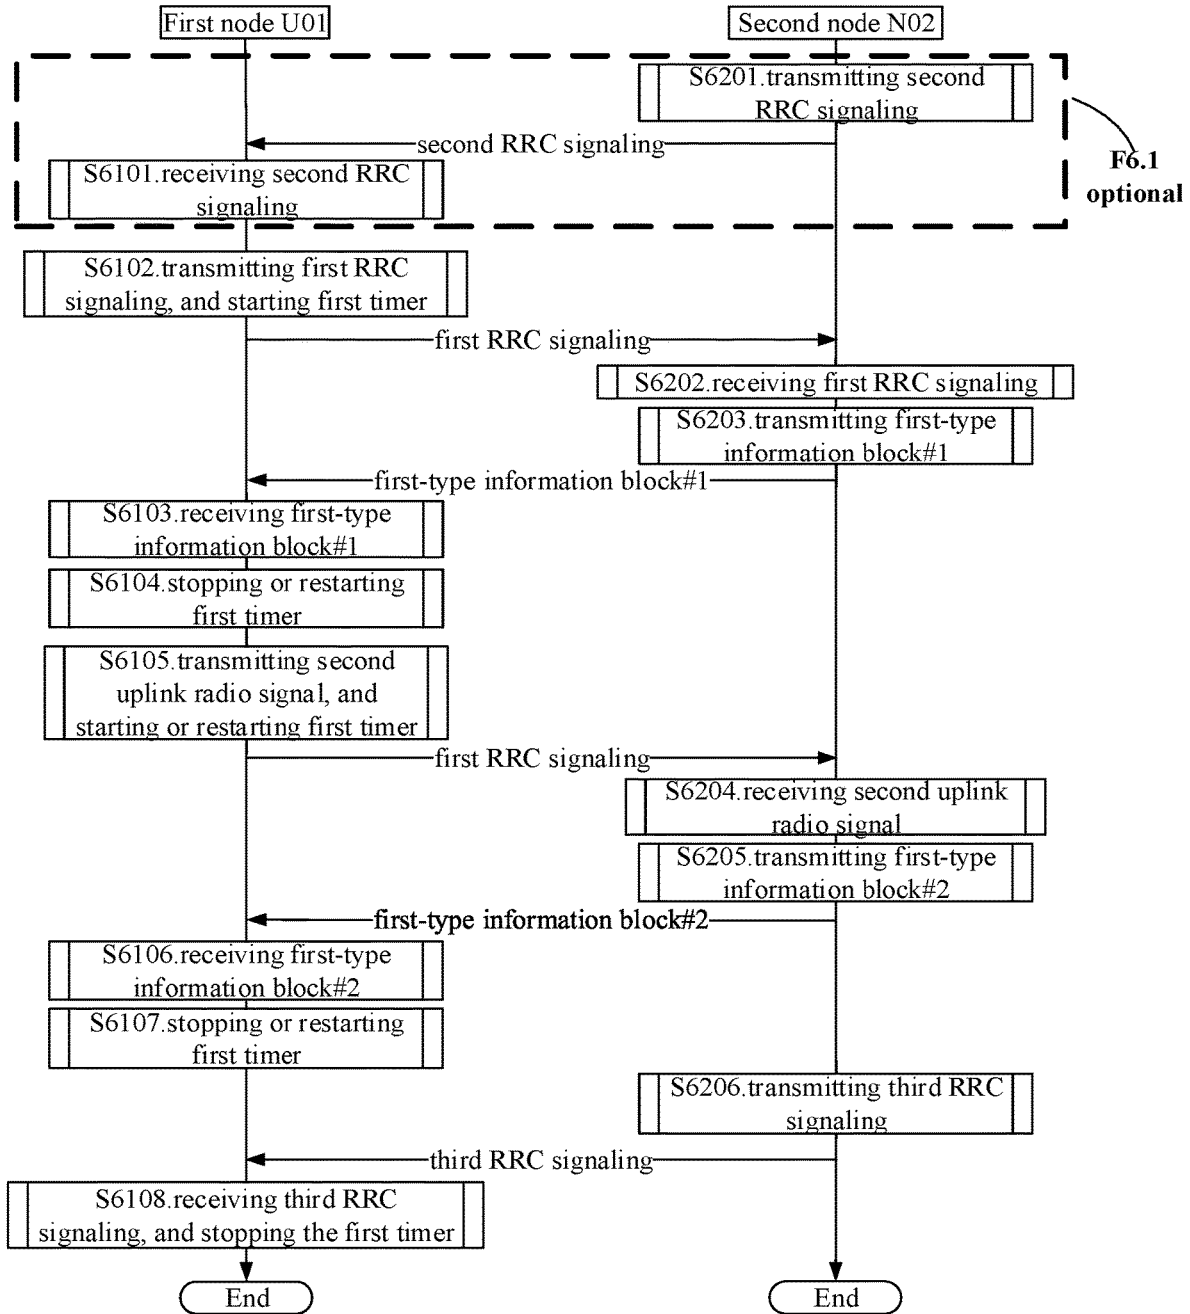 First node U01
Second node N02
S6201.transmitting second
RRC signaling
second RRC signaling
F6.1
optional
S6101.receiving second RRC
signaling
S6102.transmitting first RRC
signaling, and starting first timer
first RRC signaling
S6202.receiving first RRC signaling
S6203.transmitting first-type
information block#1
first-type information block#1
S6103.receiving first-type
information block#1
S6104.stopping or restarting
first timer
S6105.transmitting second
uplink radio signal, and
starting or restarting first timer
first RRC signaling
S6204.receiving second uplink
radio signal
S6205.transmitting first-type
information block#2
first-type information block#2
S6106.receiving first-type
information block#2
S6107.stopping or restarting
first timer
S6206.transmitting third RRC
signaling
third RRC signaling
S6108.receiving third RRC
signaling, and stopping the first timer
End
End